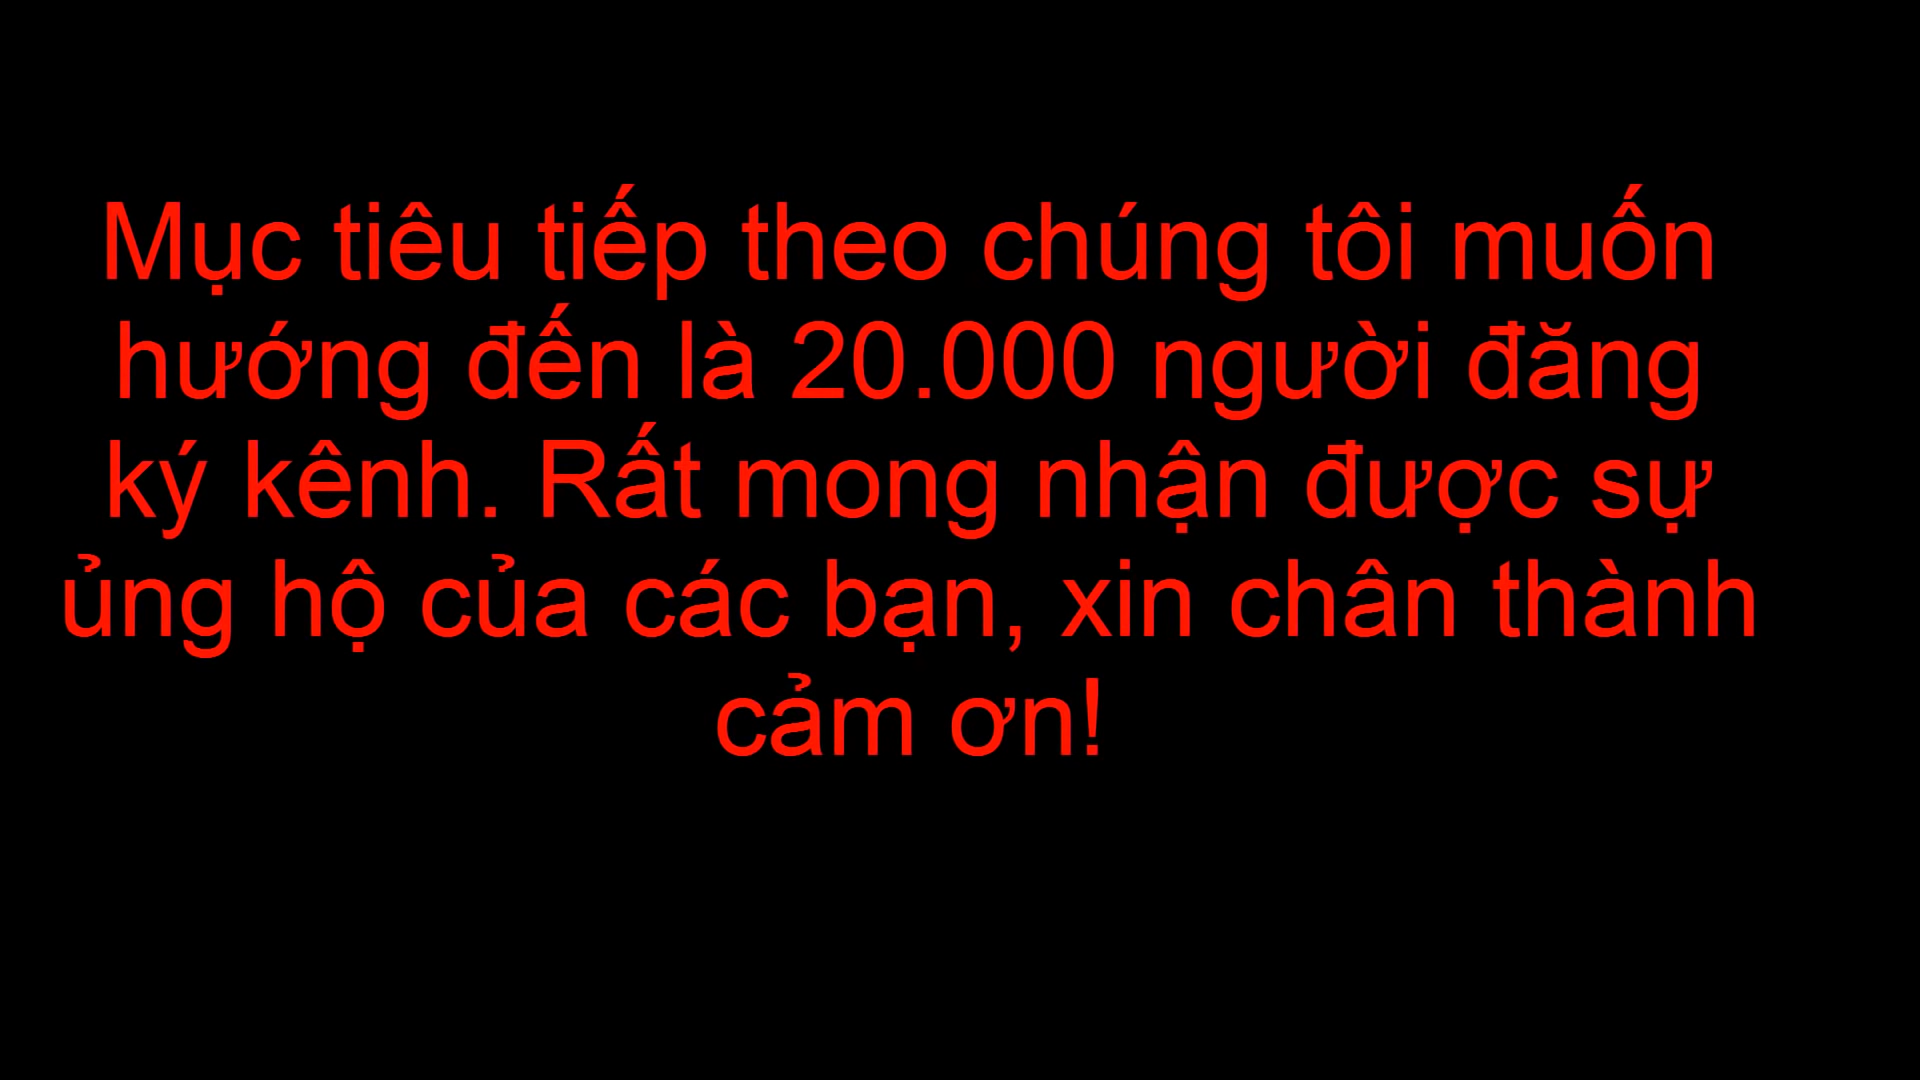 Mục tiêu tiếp theo chúng tôi muốn
hướng đến là 20.000 người đăng
ký kênh. Rất mong nhận được sự
ủng hộ của các bạn, xin chân thành
cảm ơn!